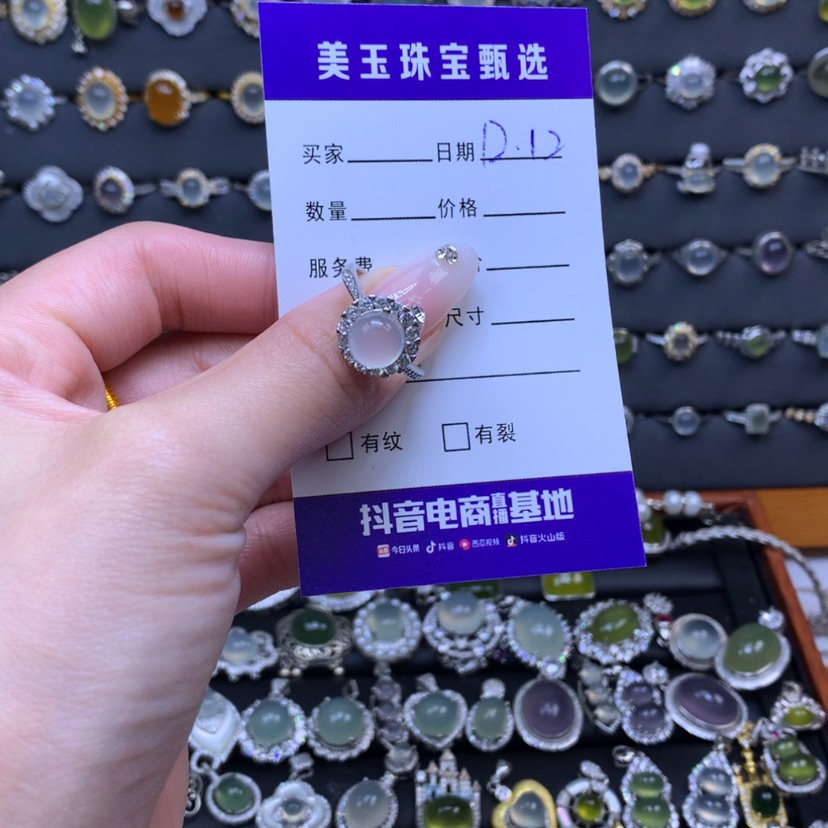 美玉珠宝甄选
买家 日期 D.12
数量 价格
服务费
尺寸
有纹 有裂
抖音电商直播基地
今日头条 抖音 西瓜视频 抖音火山版